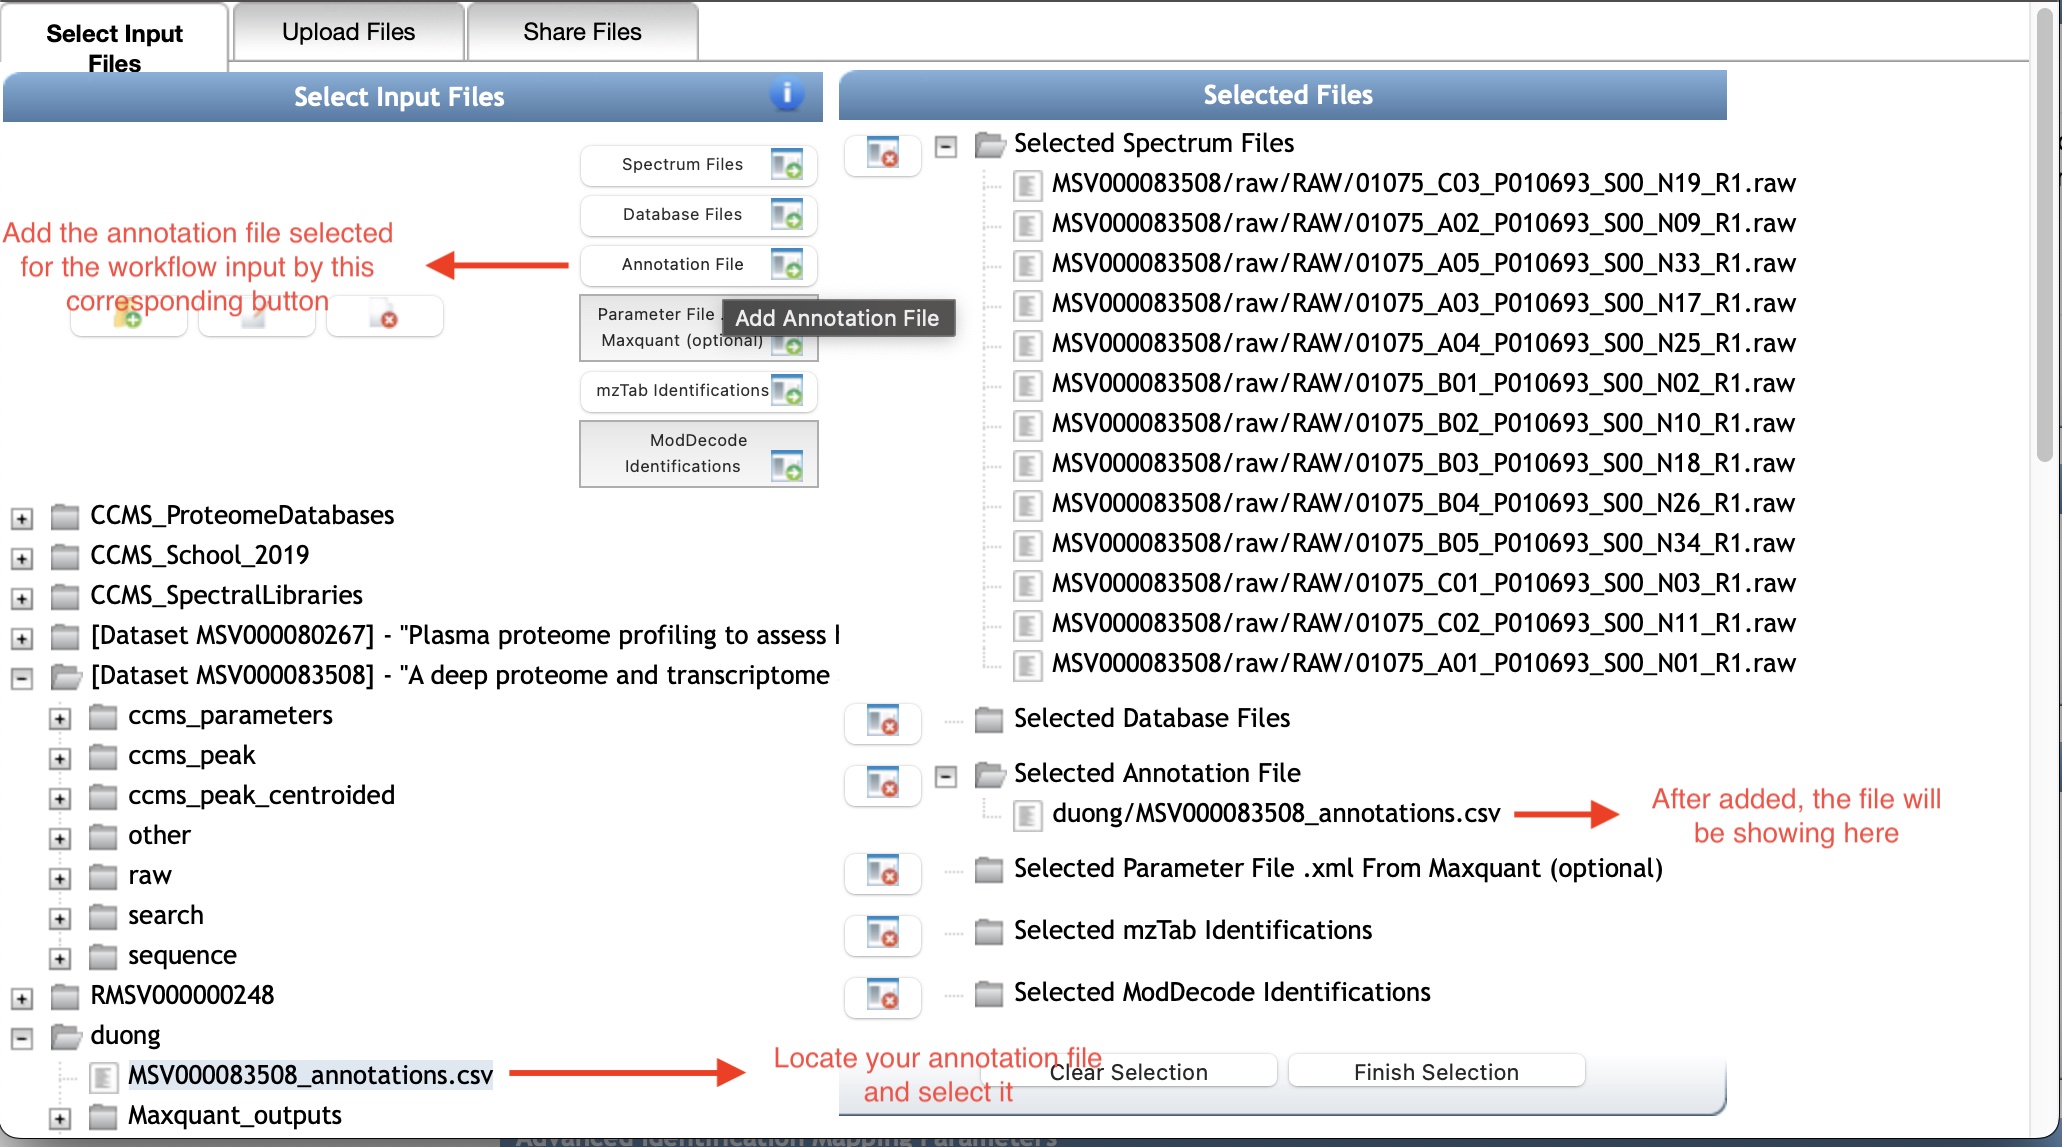 Select Input
Files
Upload Files
Share Files
Select Input Files
i
Spectrum Files
Database Files
Add the annotation file selected
for the workflow input by this
corresponding button
Annotation File
Parameter File .
Maxquant (optional)
Add Annotation File
mzTab Identifications
ModDecode
Identifications
CCMS_ProteomeDatabases
CCMS_School_2019
CCMS_SpectralLibraries
[Dataset MSV000080267] - "Plasma proteome profiling to assess
[Dataset MSV000083508] - "A deep proteome and transcriptome
ccms_parameters
ccms_peak
ccms_peak_centroided
other
raw
search
sequence
RMSV000000248
duong
MSV000083508_annotations.csv
Maxquant_outputs
Selected Files
Selected Spectrum Files
MSV000083508/raw/RAW/01075_C03_P010693_S00_N19_R1.raw
MSV000083508/raw/RAW/01075_A02_P010693_S00_N09_R1.raw
MSV000083508/raw/RAW/01075_A05_P010693_S00_N33_R1.raw
MSV000083508/raw/RAW/01075_A03_P010693_S00_N17_R1.raw
MSV000083508/raw/RAW/01075_A04_P010693_S00_N25_R1.raw
MSV000083508/raw/RAW/01075_B01_P010693_S00_N02_R1.raw
MSV000083508/raw/RAW/01075_B02_P010693_S00_N10_R1.raw
MSV000083508/raw/RAW/01075_B03_P010693_S00_N18_R1.raw
MSV000083508/raw/RAW/01075_B04_P010693_S00_N26_R1.raw
MSV000083508/raw/RAW/01075_B05_P010693_S00_N34_R1.raw
MSV000083508/raw/RAW/01075_C01_P010693_S00_N03_R1.raw
MSV000083508/raw/RAW/01075_C02_P010693_S00_N11_R1.raw
MSV000083508/raw/RAW/01075_A01_P010693_S00_N01_R1.raw
Selected Database Files
Selected Annotation File
duong/MSV000083508_annotations.csv
After added, the file will
be showing here
Selected Parameter File .xml From Maxquant (optional)
Selected mzTab Identifications
Selected ModDecode Identifications
Locate your annotation file
and select it
Clear Selection
Finish Selection
Advanced Identification Mapping Parameters